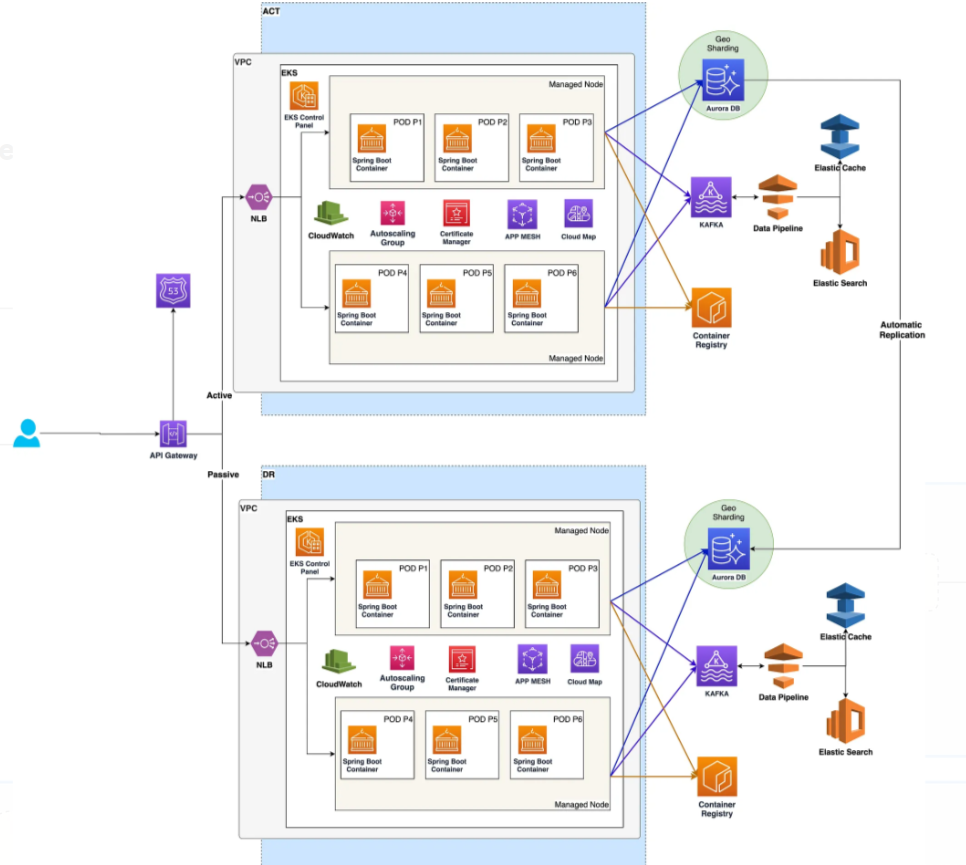 ACT
VPC
EKS
EKS Control
Panel
Managed Node
POD P1
POD P2
POD P3
Spring Boot
Container
Spring Boot
Container
Spring Boot
Container
Geo
Sharding
Aurora DB
Elastic Cache
NLB
CloudWatch
Autoscaling
Group
Certificate
Manager
APP MESH
Cloud Map
KAFKA
Data Pipeline
Elastic Search
POD P4
POD P5
POD P6
Spring Boot
Container
Spring Boot
Container
Spring Boot
Container
Managed Node
Container
Registry
53
Automatic
Replication
Active
API Gateway
Passive
DR
VPC
EKS
EKS Control
Panel
Managed Node
POD P1
POD P2
POD P3
Spring Boot
Container
Spring Boot
Container
Spring Boot
Container
Geo
Sharding
Aurora DB
Elastic Cache
NLB
CloudWatch
Autoscaling
Group
Certificate
Manager
APP MESH
Cloud Map
KAFKA
Data Pipeline
Elastic Search
POD P4
POD P5
POD P6
Spring Boot
Container
Spring Boot
Container
Spring Boot
Container
Managed Node
Container
Registry